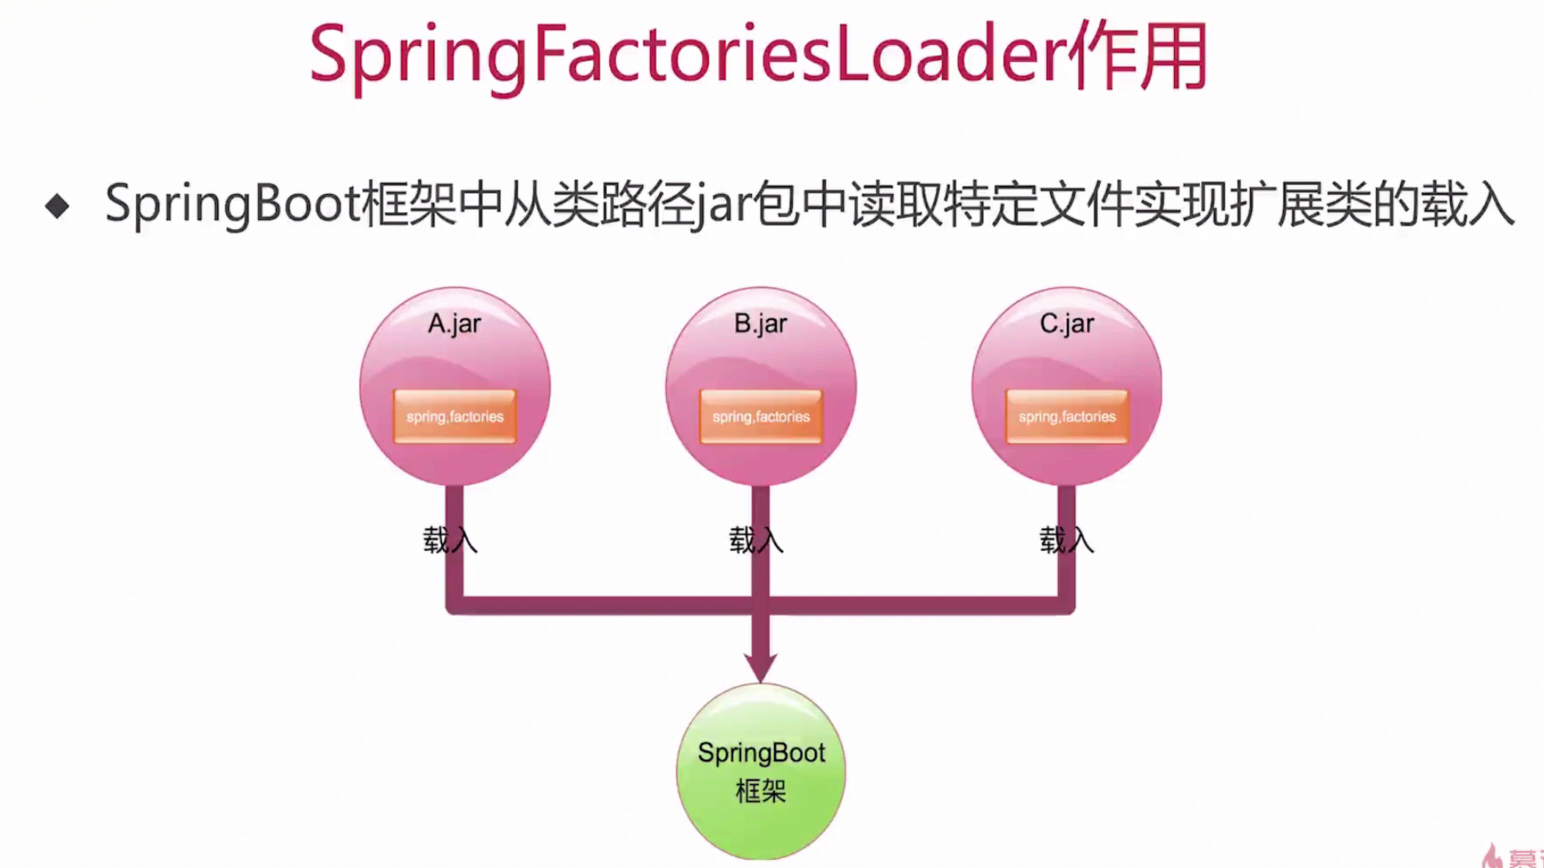 SpringFactoriesLoader作用
◆ SpringBoot框架中从类路径jar包中读取特定文件实现扩展类的载入
A.jar
B.jar
C.jar
spring,factories
spring,factories
spring,factories
载入
载入
载入
SpringBoot
框架